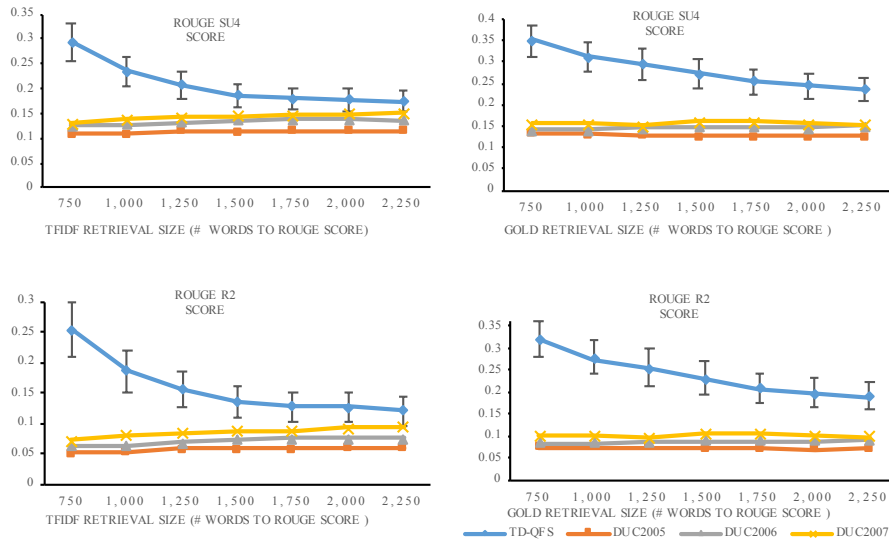 ROUGE SU4
SCORE
0.35
0.3
0.25
0.2
0.15
0.1
0.05
0
750 1,000 1,250 1,500 1,750 2,000 2,250
TFIDF RETRIEVAL SIZE (# WORDS TO ROUGE SCORE)
ROUGE SU4
SCORE
0.4
0.35
0.3
0.25
0.2
0.15
0.1
0.05
0
750 1,000 1,250 1,500 1,750 2,000 2,250
GOLD RETRIEVAL SIZE (# WORDS TO ROUGE SCORE )
ROUGE R2
SCORE
0.3
0.25
0.2
0.15
0.1
0.05
0
750 1,000 1,250 1,500 1,750 2,000 2,250
TFIDF RETRIEVAL SIZE (# WORDS TO ROUGE SCORE )
ROUGE R2
SCORE
0.35
0.3
0.25
0.2
0.15
0.1
0.05
0
750 1,000 1,250 1,500 1,750 2,000 2,250
GOLD RETRIEVAL SIZE (# WORDS TO ROUGE SCORE )
TD-QFS DUC2005 DUC2006 DUC2007